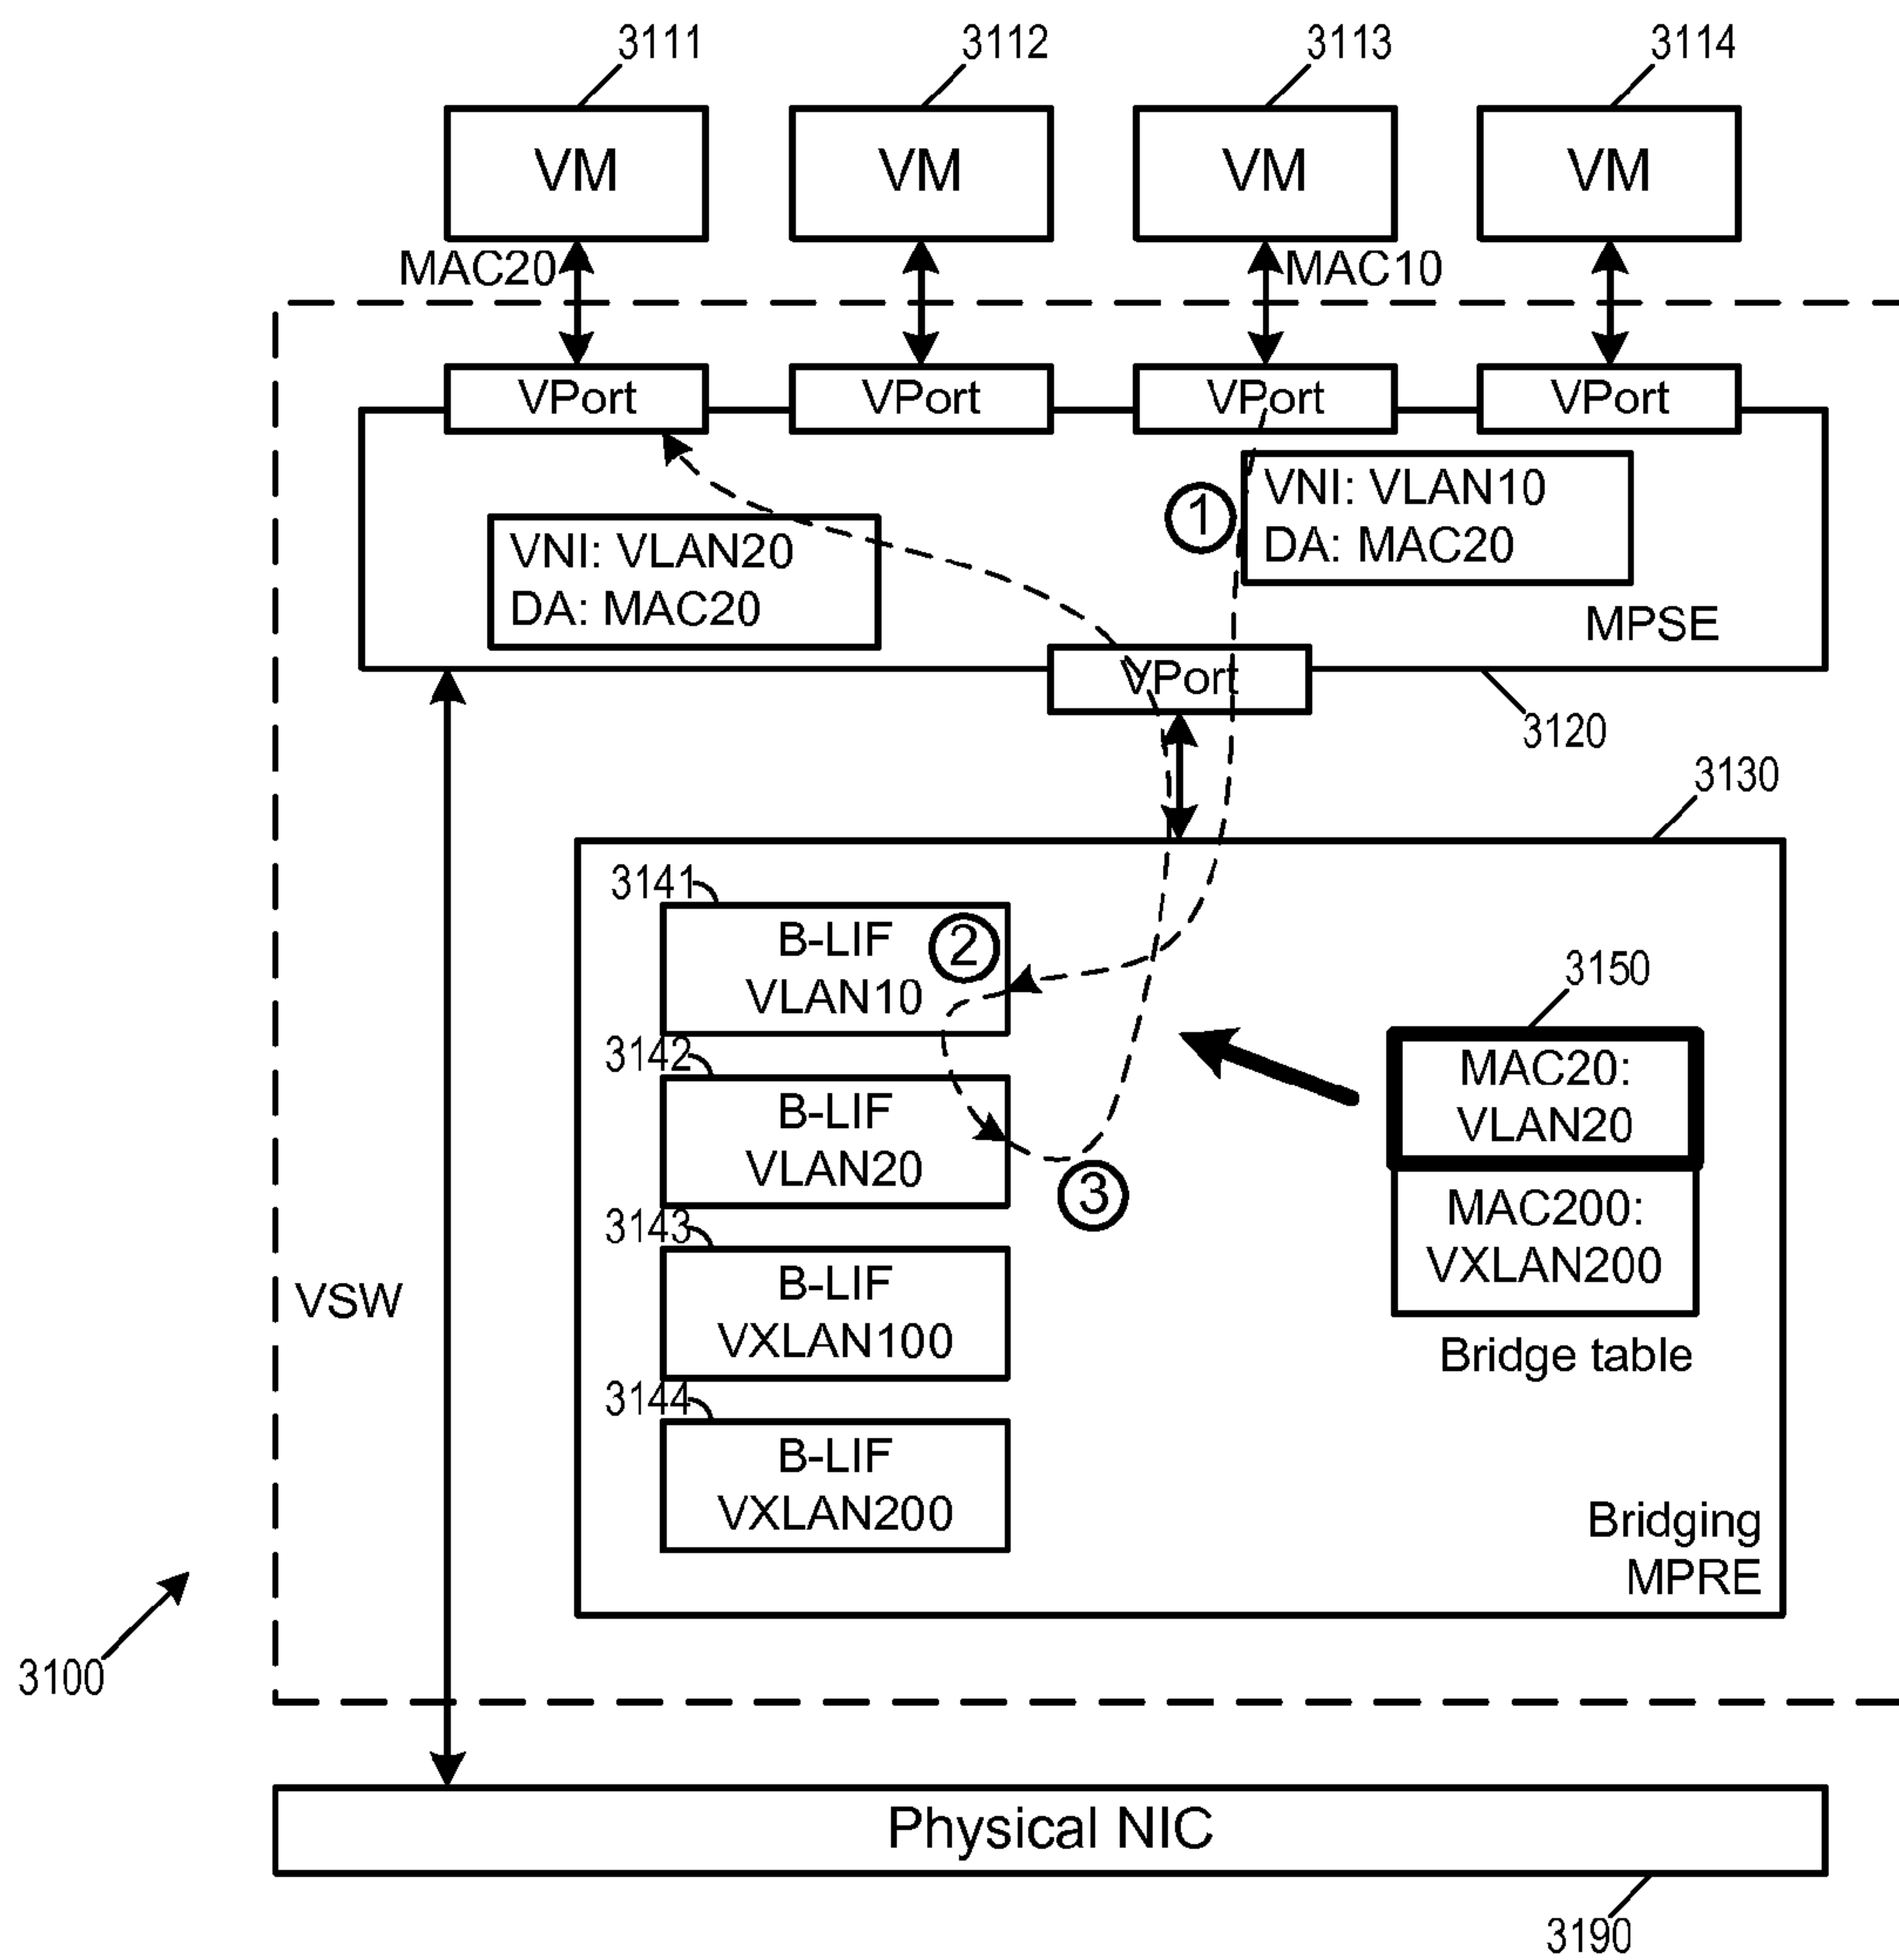 3111
3112
3113
3114
VM
VM
VM
VM
MAC20
MAC10
VPort
VPort
VPort
VPort
1
VNI: VLAN10
DA: MAC20
VNI: VLAN20
DA: MAC20
MPSE
VPort
3120
3130
3141
B-LIF
VLAN10
2
3150
3142
B-LIF
VLAN20
3
MAC20:
VLAN20
MAC200:
VXLAN200
Bridge table
3143
B-LIF
VXLAN100
VSW
3144
B-LIF
VXLAN200
Bridging
MPRE
3100
Physical NIC
3190